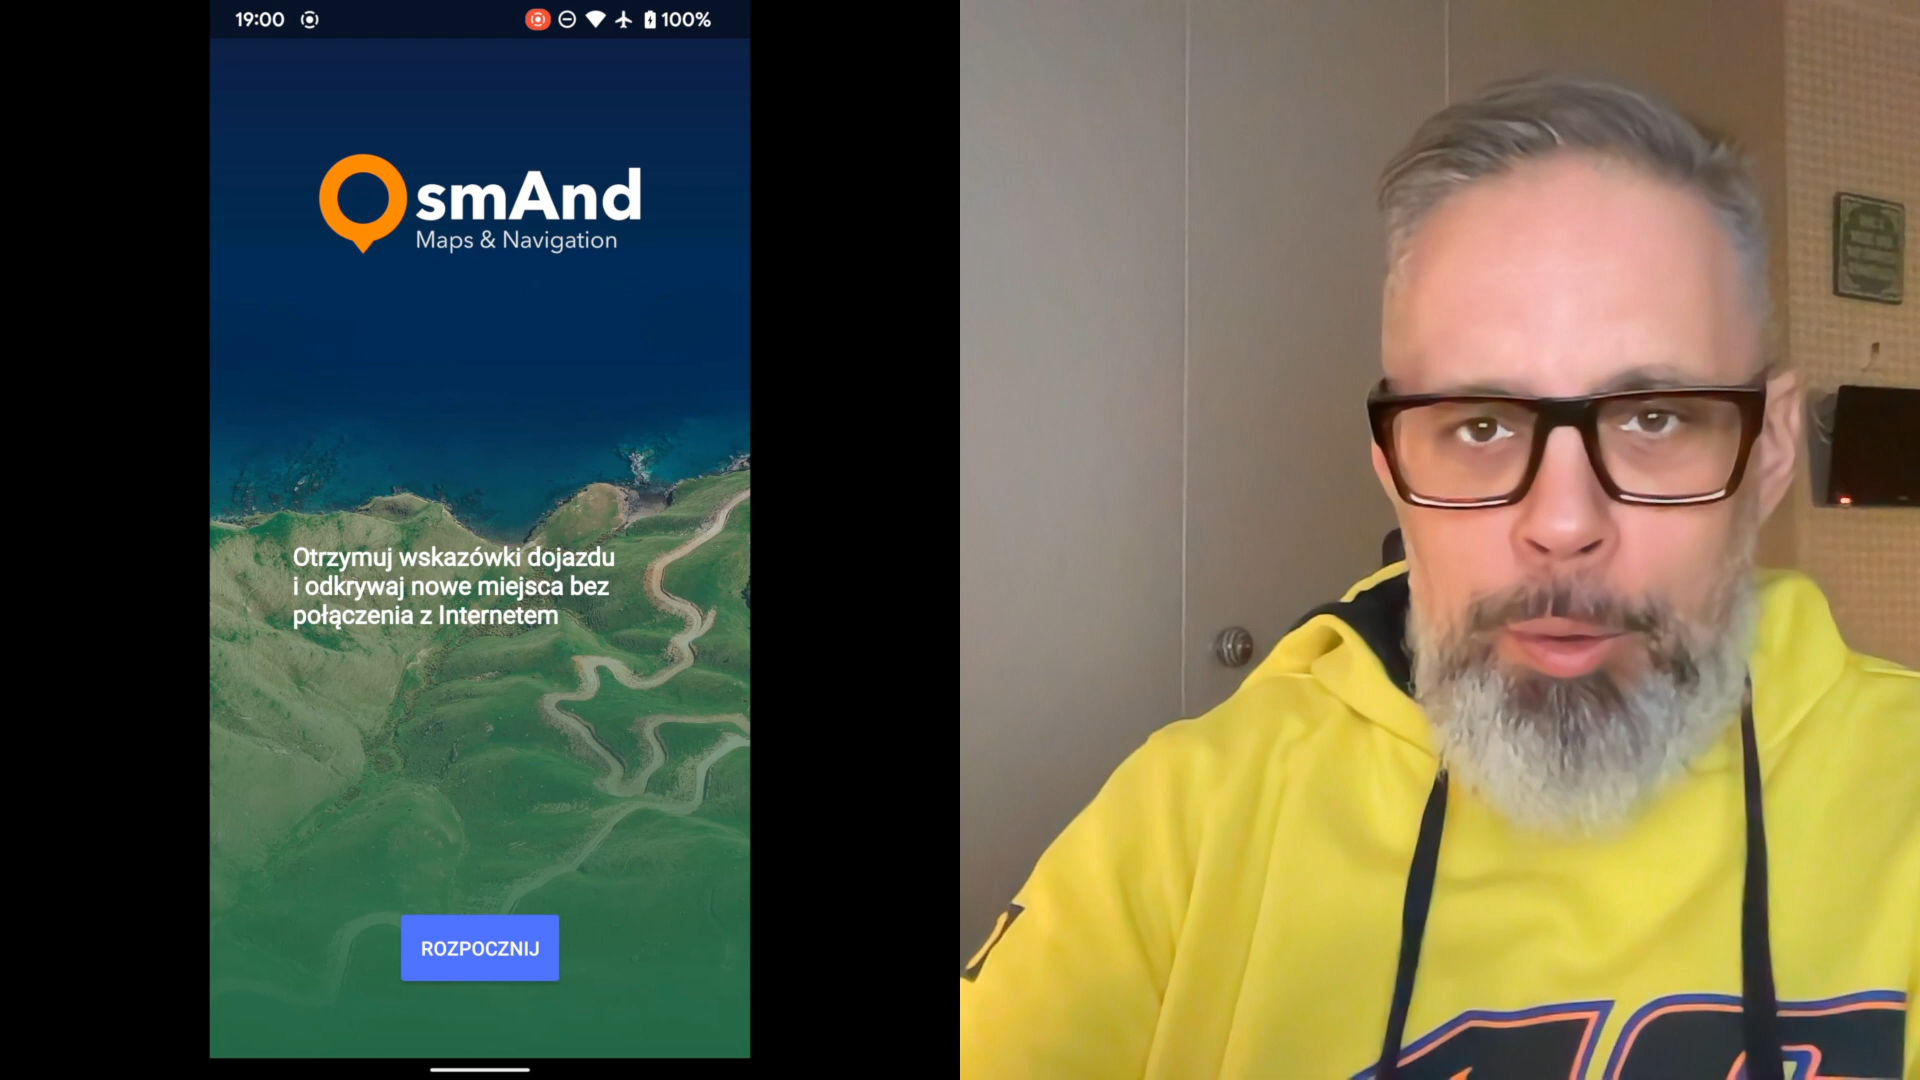 19:00
100%
OsmAnd
Maps & Navigation
Otrzymuj wskazówki dojazdu
i odkrywaj nowe miejsca bez
połączenia z Internetem
ROZPOCZNIJ